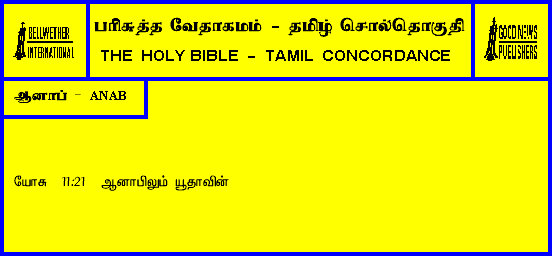 BELLWETHER
INTERNATIONAL
பரிசுத்த வேதாகமம் - தமிழ் சொல்தொகுதி
THE HOLY BIBLE - TAMIL CONCORDANCE
GOOD NEWS
PUBLISHERS
ஆனாப் - ANAB
யோசு 11:21 ஆனாபிலும் யூதாவின்